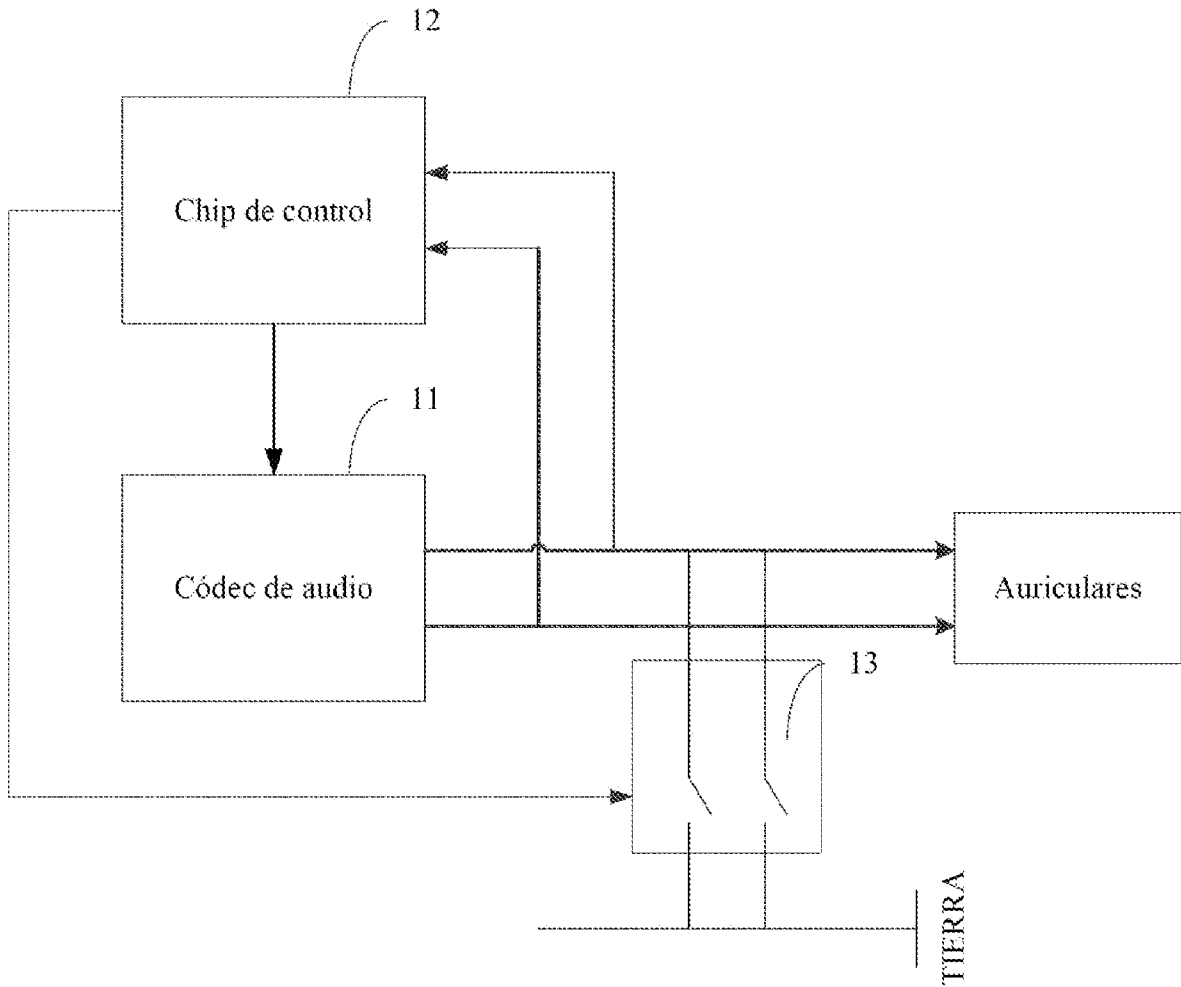 12
Chip de control
11
Códec de audio
Auriculares
13
TIERRA